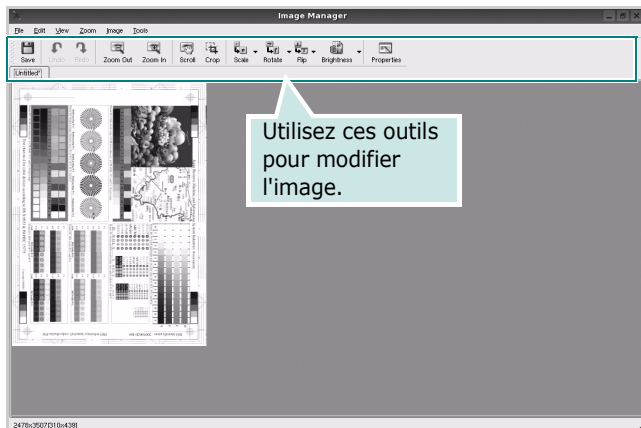 Image Manager
File Edit View Zoom Image Tools
Save Undo Redo Zoom Out Zoom In Scroll Crop Scale Rotate Flip Brightness Properties
Untitled*
Utilisez ces outils
pour modifier
l'image.
2478x3507[310x439]